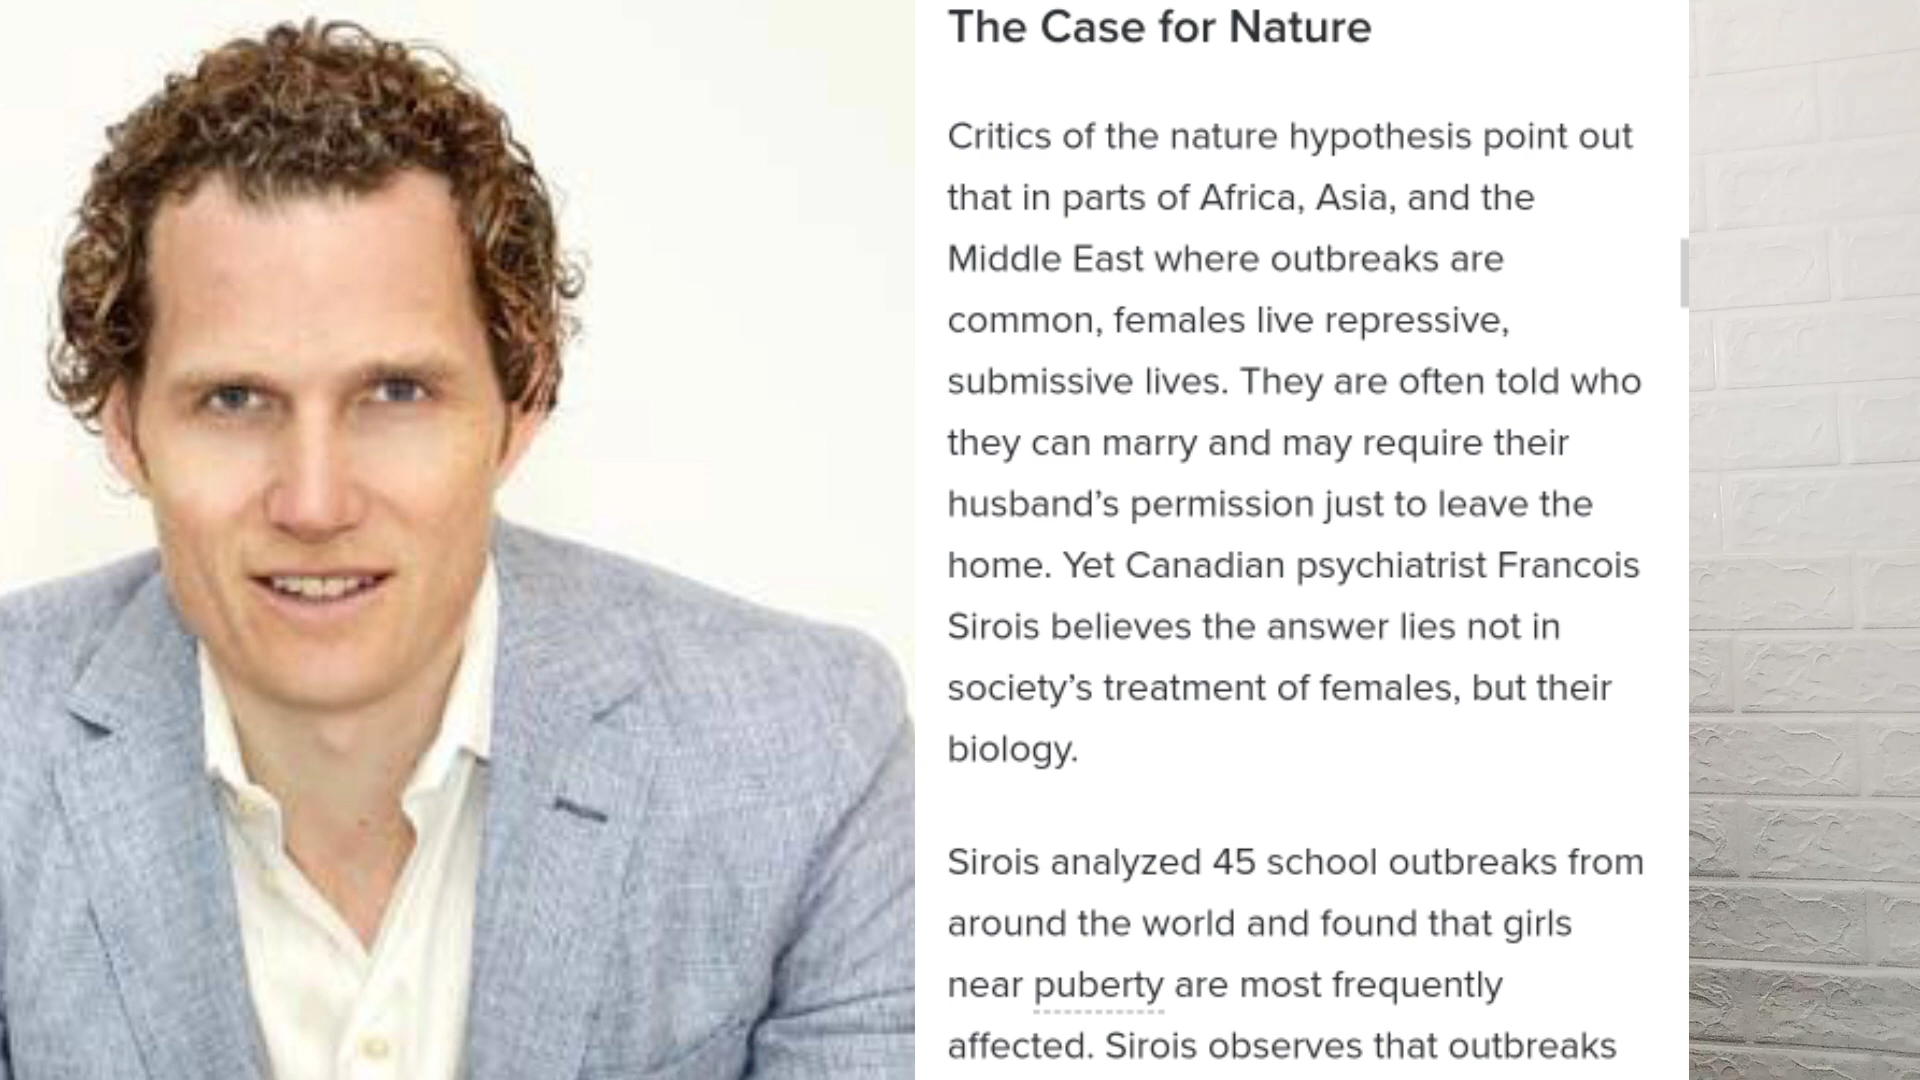 The Case for Nature
Critics of the nature hypothesis point out
that in parts of Africa, Asia, and the
Middle East where outbreaks are
common, females live repressive,
submissive lives. They are often told who
they can marry and may require their
husband’s permission just to leave the
home. Yet Canadian psychiatrist Francois
Sirois believes the answer lies not in
society’s treatment of females, but their
biology.
Sirois analyzed 45 school outbreaks from
around the world and found that girls
near puberty are most frequently
affected. Sirois observes that outbreaks